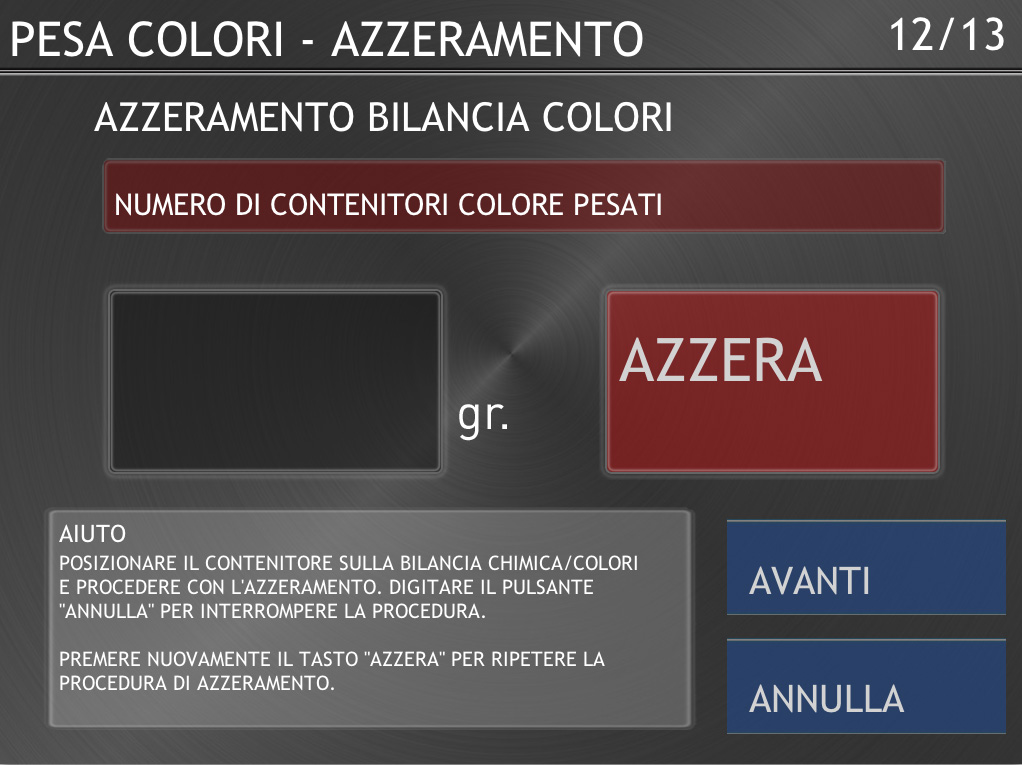 PESA COLORI - AZZERAMENTO
12/13
AZZERAMENTO BILANCIA COLORI
NUMERO DI CONTENITORI COLORE PESATI
gr.
AZZERA
AIUTO
POSIZIONARE IL CONTENITORE SULLA BILANCIA CHIMICA/COLORI
E PROCEDERE CON L'AZZERAMENTO. DIGITARE IL PULSANTE
"ANNULLA" PER INTERROMPERE LA PROCEDURA.
PREMERE NUOVAMENTE IL TASTO "AZZERA" PER RIPETERE LA
PROCEDURA DI AZZERAMENTO.
AVANTI
ANNULLA